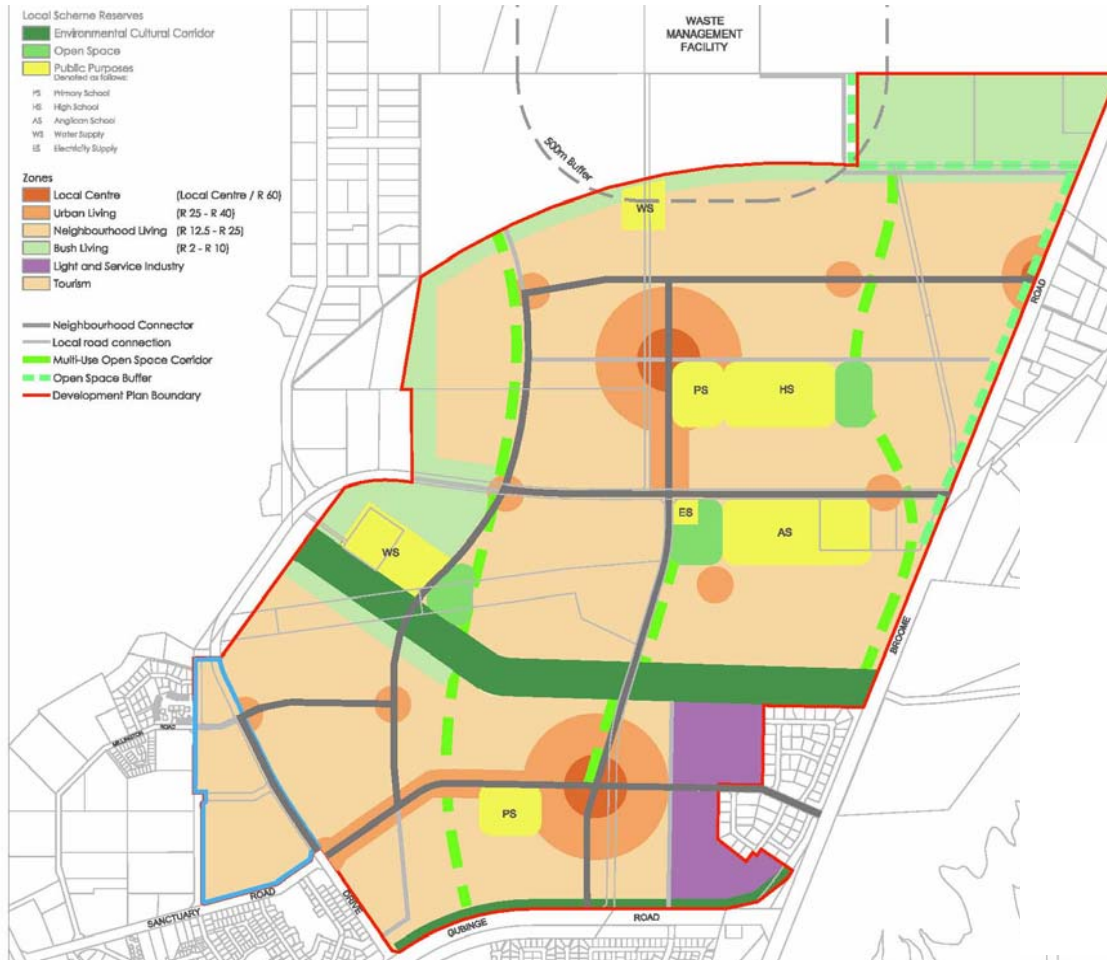 Local Scheme Reserves
Environmental Cultural Corridor
Open Space
Public Purposes
Denoted as follows:
PS Primary School
HS High School
AS Anglican School
WS Water Supply
ES Electricity Supply
Zones
Local Centre (Local Centre / R 60)
Urban Living (R 25 - R 40)
Neighbourhood Living (R 12.5 - R 25)
Bush Living (R 2 - R 10)
Light and Service Industry
Tourism
Neighbourhood Connector
Local road connection
Multi-Use Open Space Corridor
Open Space Buffer
Development Plan Boundary
WASTE
MANAGEMENT
FACILITY
500m Buffer
WS
ROAD
PS
HS
ES
AS
WS
BROOME
MILLINGTON
ROAD
PS
SANCTUARY
ROAD
DRIVE
GUBINGE
ROAD